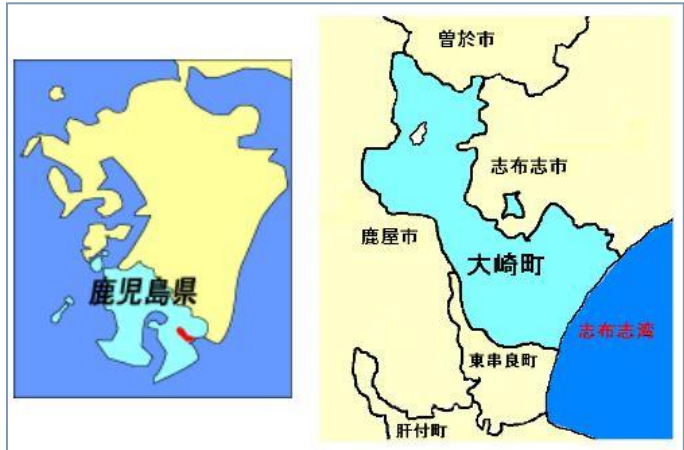 鹿児島県
曽於市
志布志市
鹿屋市
大崎町
志布志湾
東串良町
肝付町